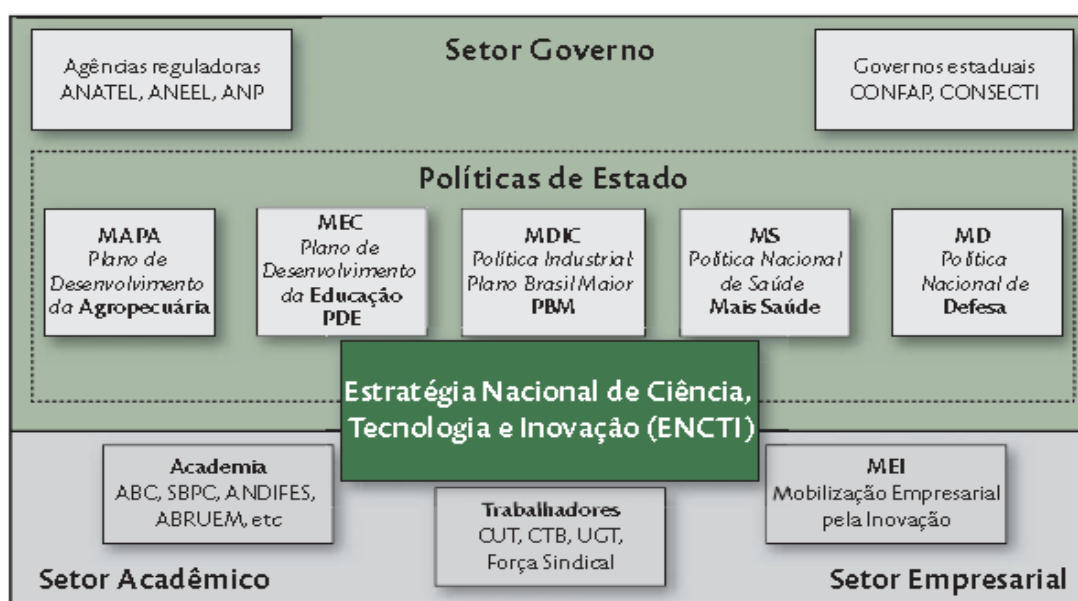 Setor Governo
Agências reguladoras
ANATEL, ANEEL, ANP
Governos estaduais
CONFAP, CONSECTI
Políticas de Estado
MAPA
Plano de
Desenvolvimento
da Agropecuária
MEC
Plano de
Desenvolvimento
da Educação
PDE
MDIC
Política Industrial
Plano Brasil Maior
PBM
MS
Política Nacional
de Saúde
Mais Saúde
MD
Política
Nacional de
Defesa
Estratégia Nacional de Ciência,
Tecnologia e Inovação (ENCTI)
Academia
ABC, SBPC, ANDIFES,
ABRUEM, etc
Trabalhadores
CUT, CTB, UGT,
Força Sindical
MEI
Mobilização Empresarial
pela Inovação
Setor Acadêmico
Setor Empresarial